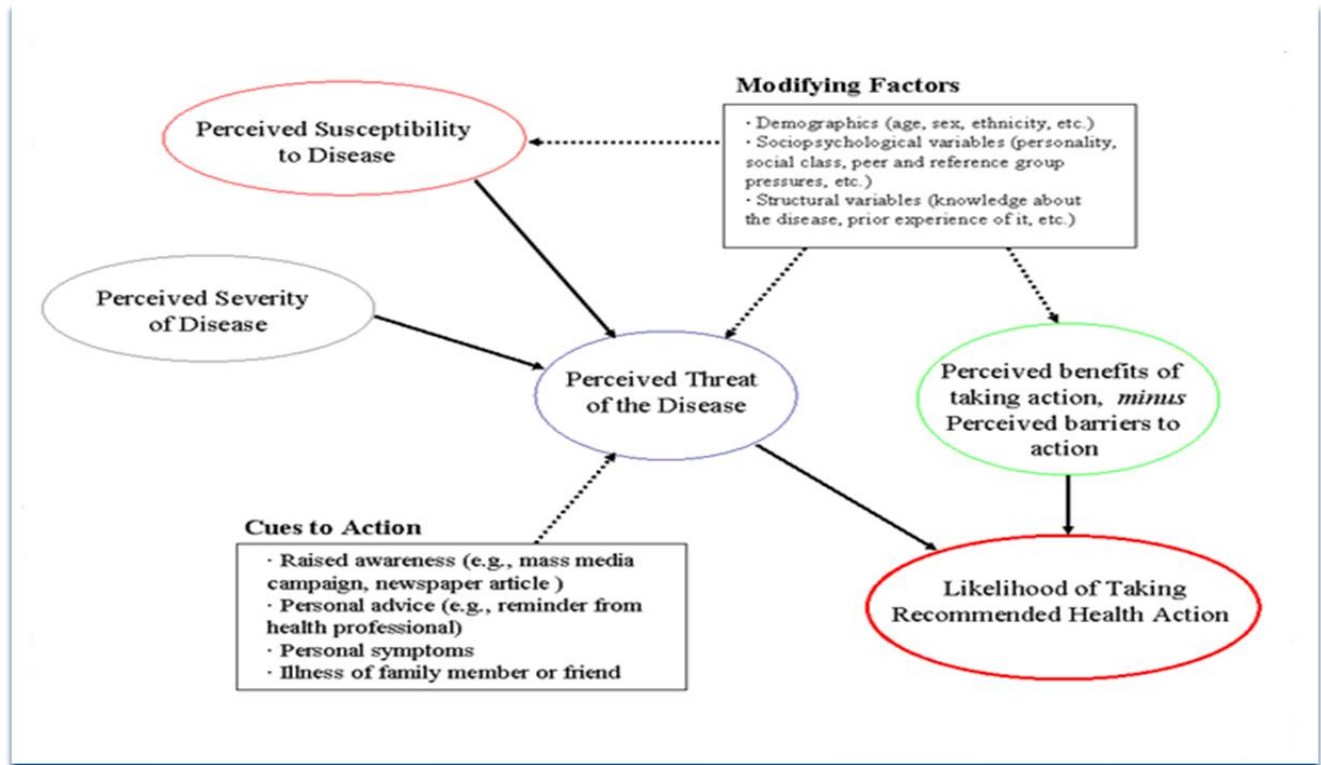 Modifying Factors
· Demographics (age, sex, ethnicity, etc.)
· Sociopsychological variables (personality,
social class, peer and reference group
pressures, etc.)
· Structural variables (knowledge about
the disease, prior experience of it, etc.)
Perceived Susceptibility
to Disease
Perceived Severity
of Disease
Perceived Threat
of the Disease
Perceived benefits of
taking action, minus
Perceived barriers to
action
Cues to Action
· Raised awareness (e.g., mass media
campaign, newspaper article )
· Personal advice (e.g., reminder from
health professional)
· Personal symptoms
· Illness of family member or friend
Likelihood of Taking
Recommended Health Action